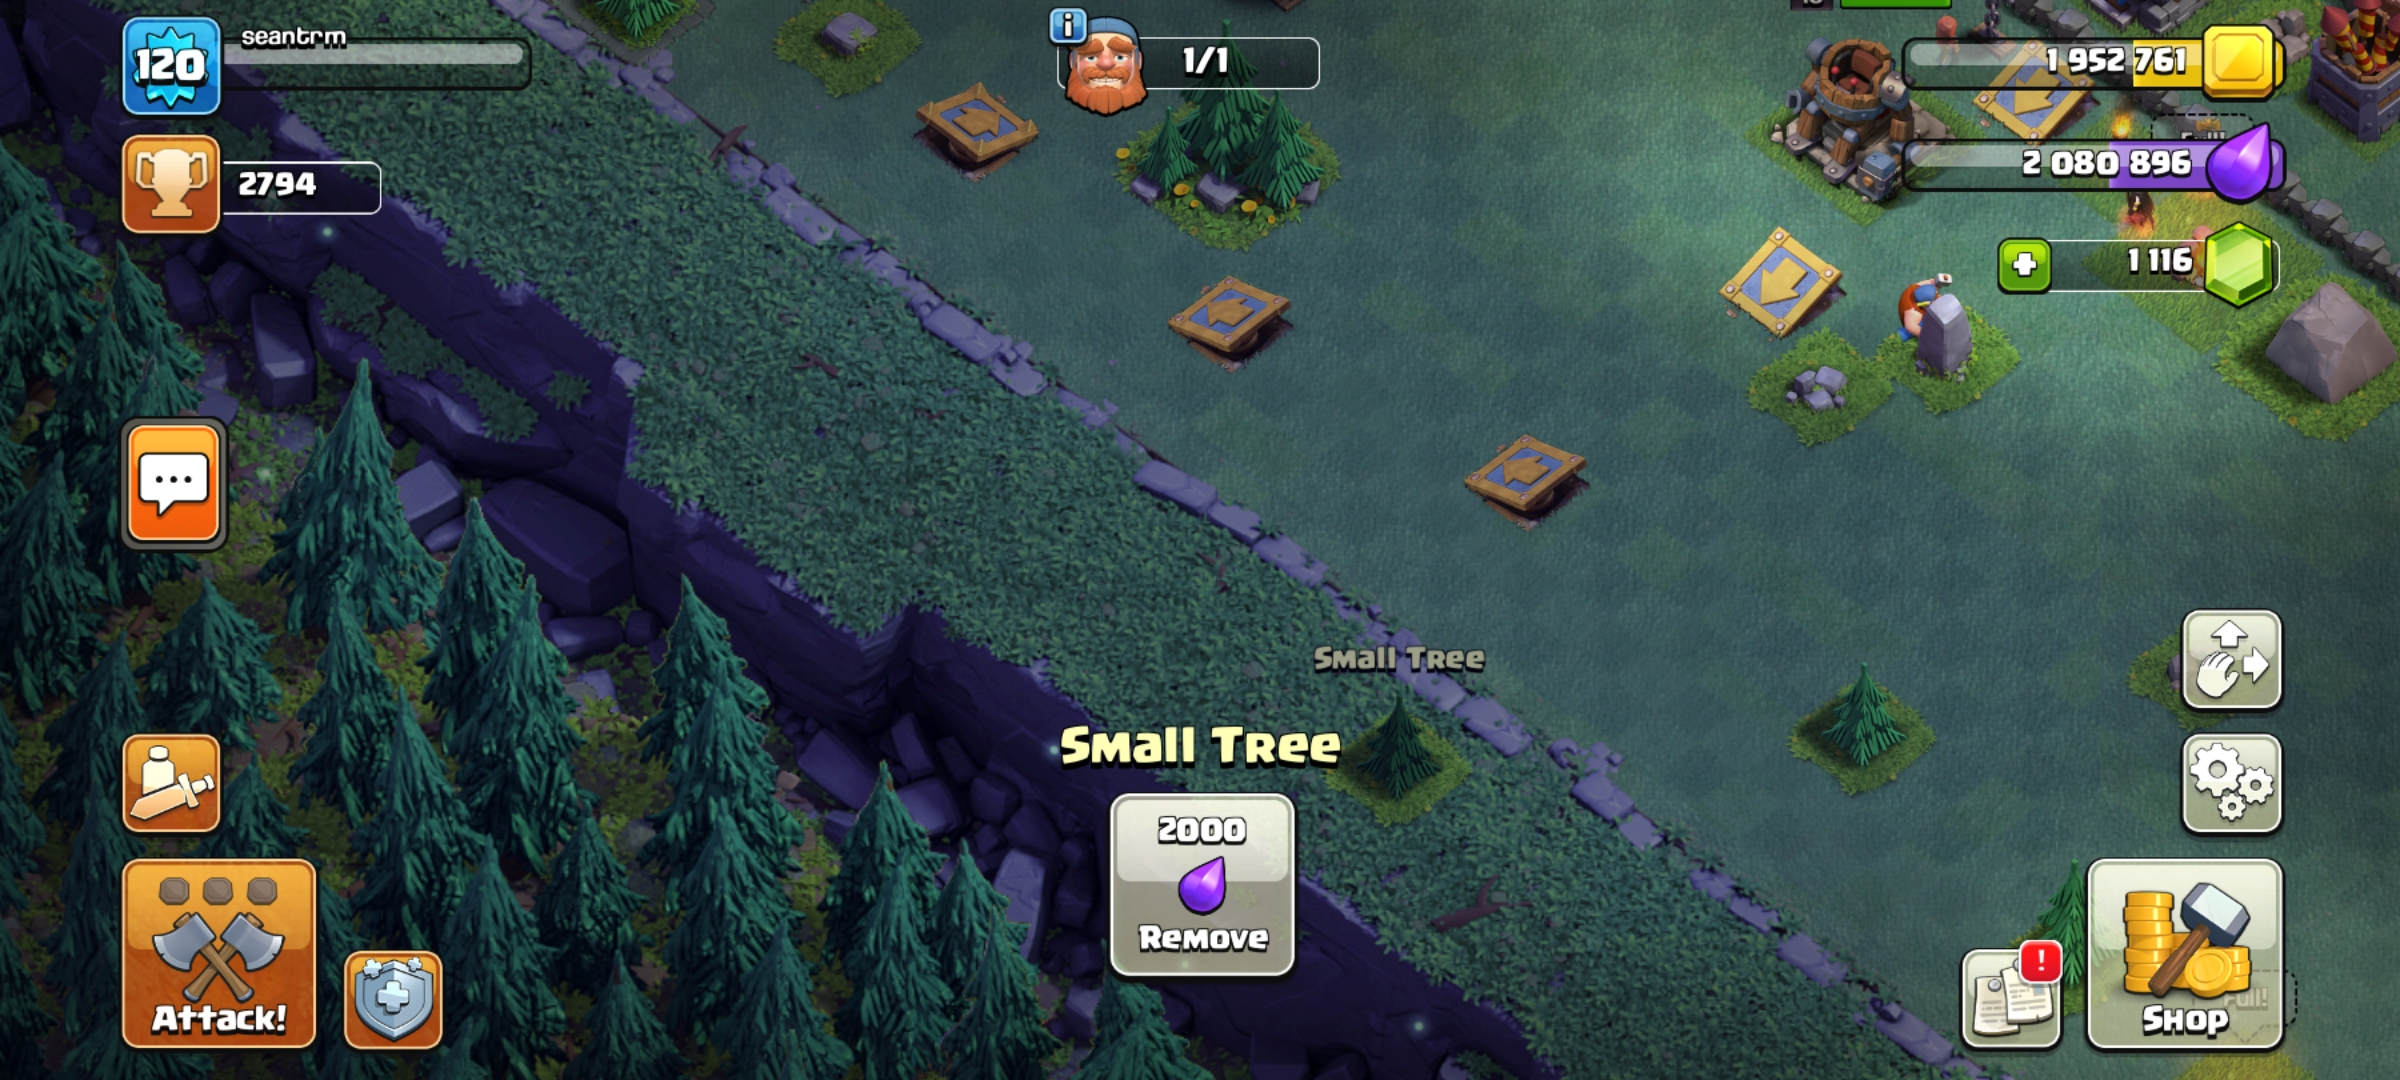 120
seantrm
1/1
1 952 761
2794
2 080 896
1 116
Small Tree
Small Tree
2000
Remove
Attack!
Shop
Full!